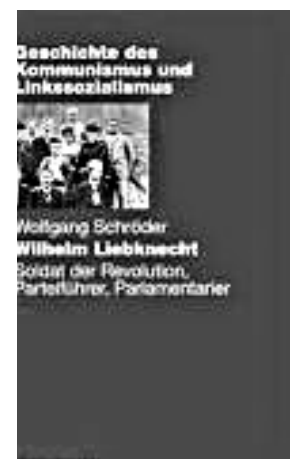 Geschichte des
Kommunismus und
Linkssozialismus
Wolfgang Schröder
Wilhelm Liebknecht
Soldat der Revolution,
Parteiführer, Parlamentarier